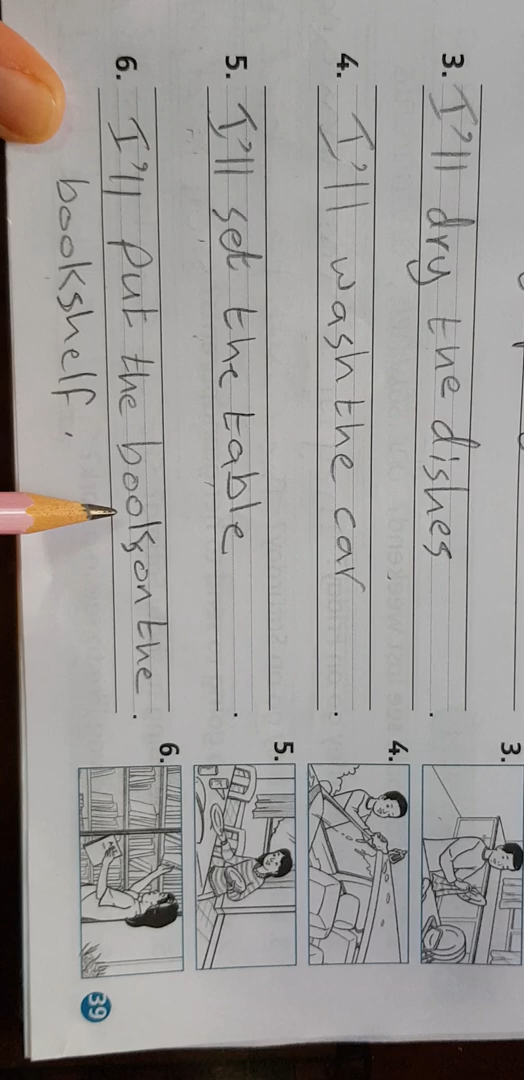 3. I'll dry the dishes.
4. I'll wash the car.
5. I'll set the table.
6. I'll put the books on the.
bookshelf.
3.
4.
5.
6.
39